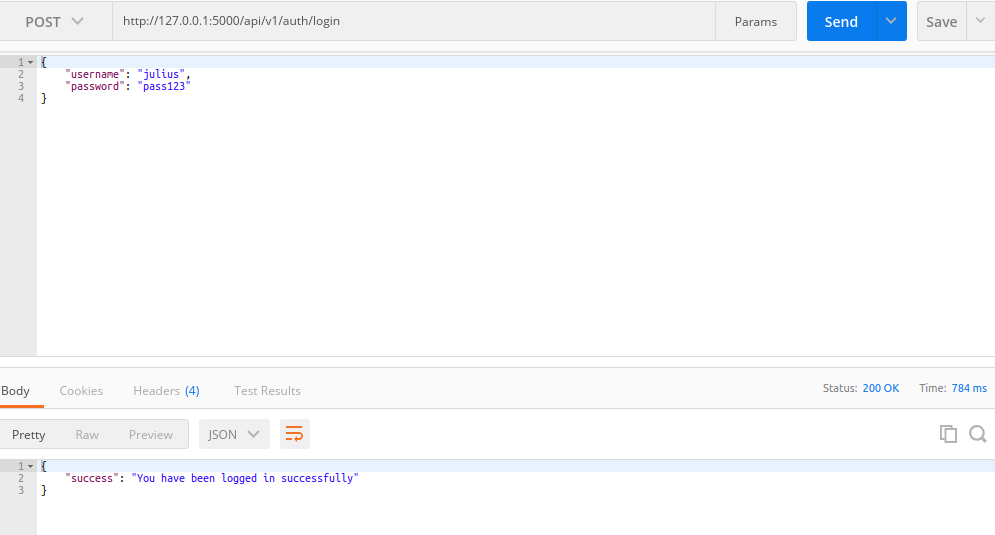 POST http://127.0.0.1:5000/api/v1/auth/login Params Send Save
1 {
2 "username": "julius",
3 "password": "pass123"
4 }
Body Cookies Headers (4) Test Results Status: 200 OK Time: 784 ms
Pretty Raw Preview JSON
1 {
2 "success": "You have been logged in successfully"
3 }